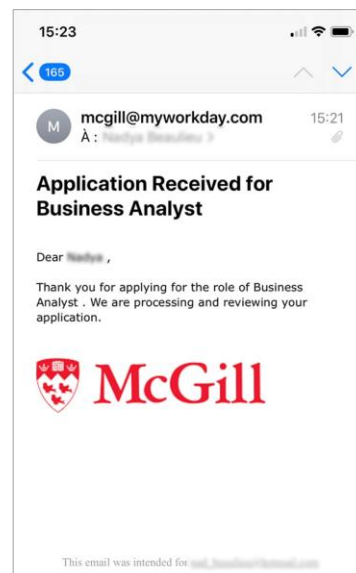 15:23
165
M
mcgill@myworkday.com 15:21
À :
Application Received for
Business Analyst
Dear ,
Thank you for applying for the role of Business
Analyst . We are processing and reviewing your
application.
McGill
This email was intended for